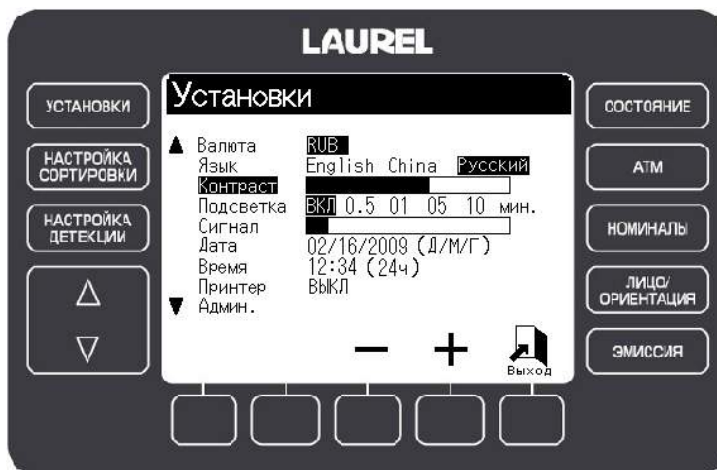 LAUREL
УСТАНОВКИ
НАСТРОЙКА
СОРТИРОВКИ
НАСТРОЙКА
ДЕТЕКЦИИ
Установки
Валюта RUB
Язык English China Русский
Контраст
Подсветка ВКЛ 0.5 01 05 10 мин.
Сигнал
Дата 02/16/2009 (Д/М/Г)
Время 12:34 (24ч)
Принтер ВЫКЛ
Админ.
Выход
СОСТОЯНИЕ
АТМ
НОМИНАЛЫ
ЛИЦО/
ОРИЕНТАЦИЯ
ЭМИССИЯ